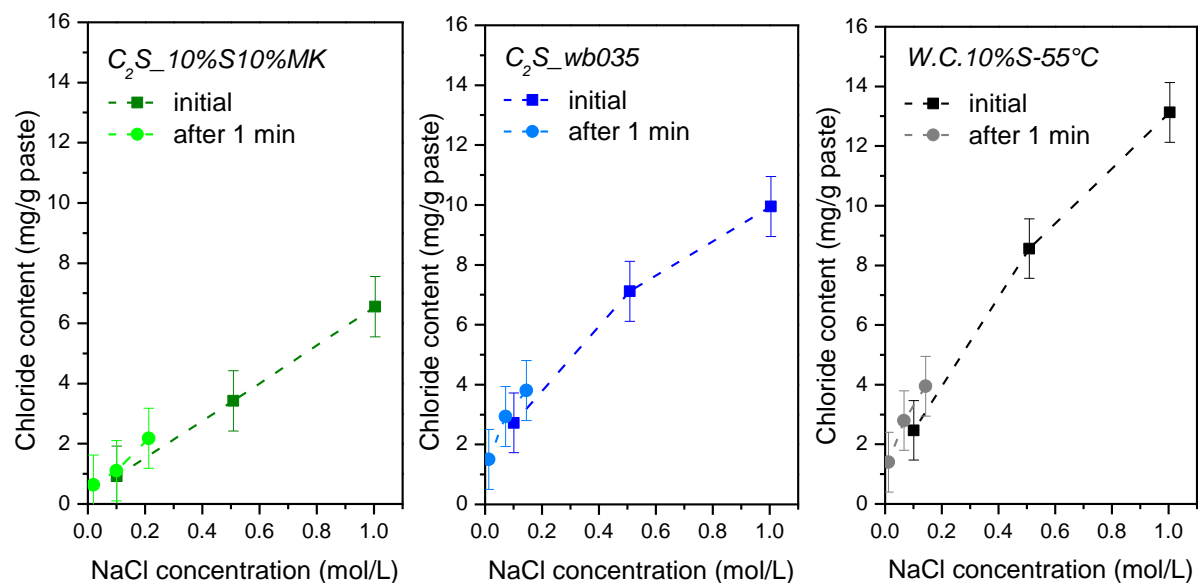 C₂S_10%S10%MK
initial
after 1 min
16
14
12
10
8
6
4
2
0
0.0 0.2 0.4 0.6 0.8 1.0
Chloride content (mg/g paste)
NaCl concentration (mol/L)
C₂S_wb035
initial
after 1 min
16
14
12
10
8
6
4
2
0
0.0 0.2 0.4 0.6 0.8 1.0
Chloride content (mg/g paste)
NaCl concentration (mol/L)
W.C.10%S-55°C
initial
after 1 min
16
14
12
10
8
6
4
2
0
0.0 0.2 0.4 0.6 0.8 1.0
Chloride content (mg/g paste)
NaCl concentration (mol/L)